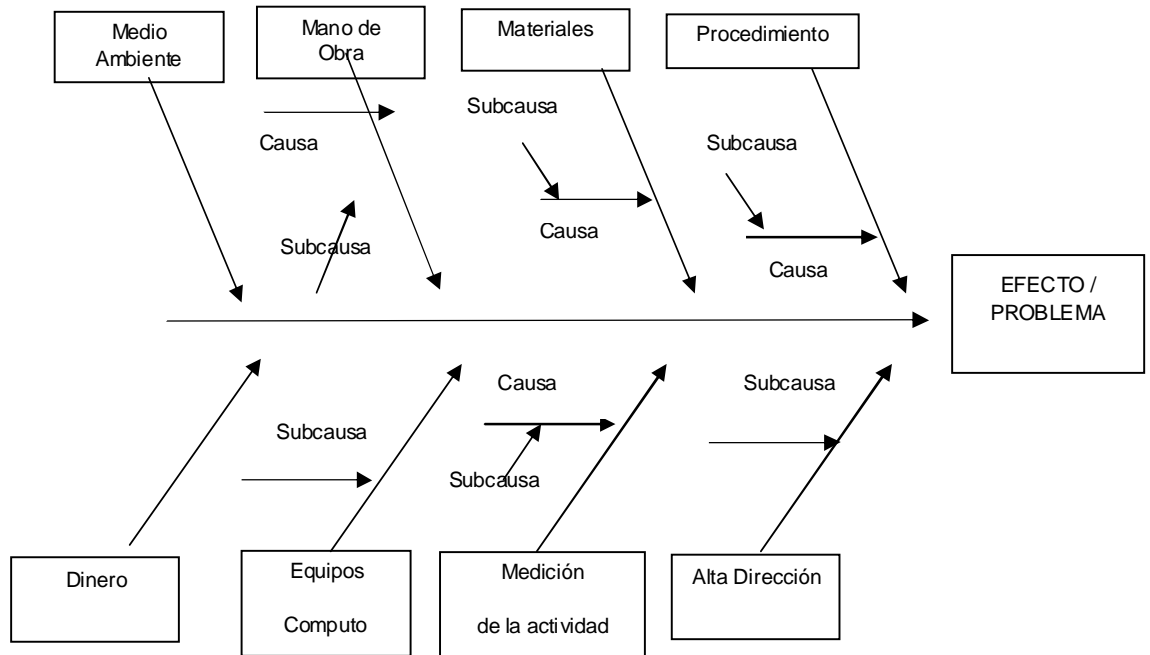 Medio
Ambiente
Mano de
Obra
Materiales
Procedimiento
Subcausa
Causa
Subcausa
Causa
Subcausa
Causa
Subcausa
EFECTO /
PROBLEMA
Causa
Subcausa
Subcausa
Subcausa
Dinero
Equipos
Computo
Medición
de la actividad
Alta Dirección